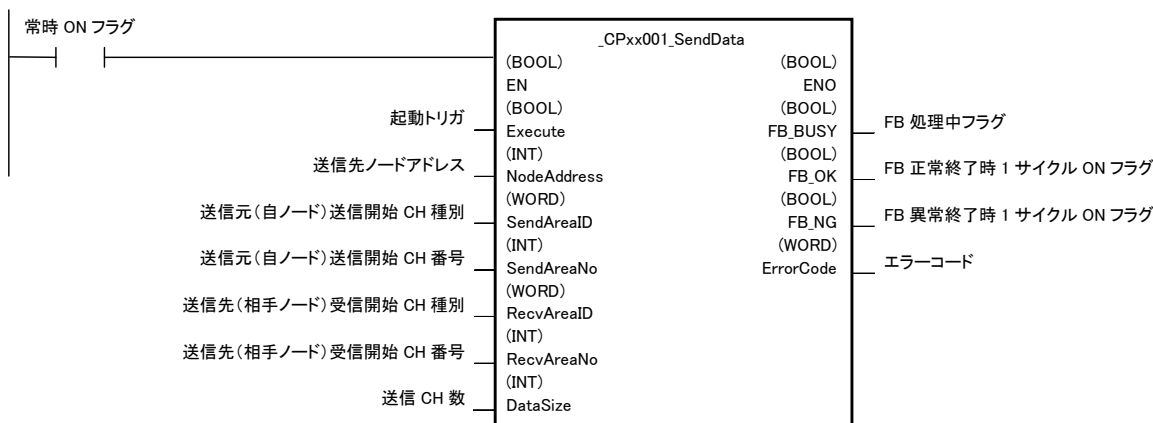 常時 ON フラグ
_CPxx001_SendData
(BOOL) (BOOL)
EN ENO
(BOOL) (BOOL)
起動トリガ Execute FB_BUSY FB 処理中フラグ
(INT) (BOOL)
送信先ノードアドレス NodeAddress FB_OK FB 正常終了時 1 サイクル ON フラグ
(WORD) (BOOL)
送信元(自ノード)送信開始 CH 種別 SendAreaID FB_NG FB 異常終了時 1 サイクル ON フラグ
(INT) (WORD)
送信元(自ノード)送信開始 CH 番号 SendAreaNo ErrorCode エラーコード
(WORD)
送信先(相手ノード)受信開始 CH 種別 RecvAreaID
(INT)
送信先(相手ノード)受信開始 CH 番号 RecvAreaNo
(INT)
送信 CH 数 DataSize